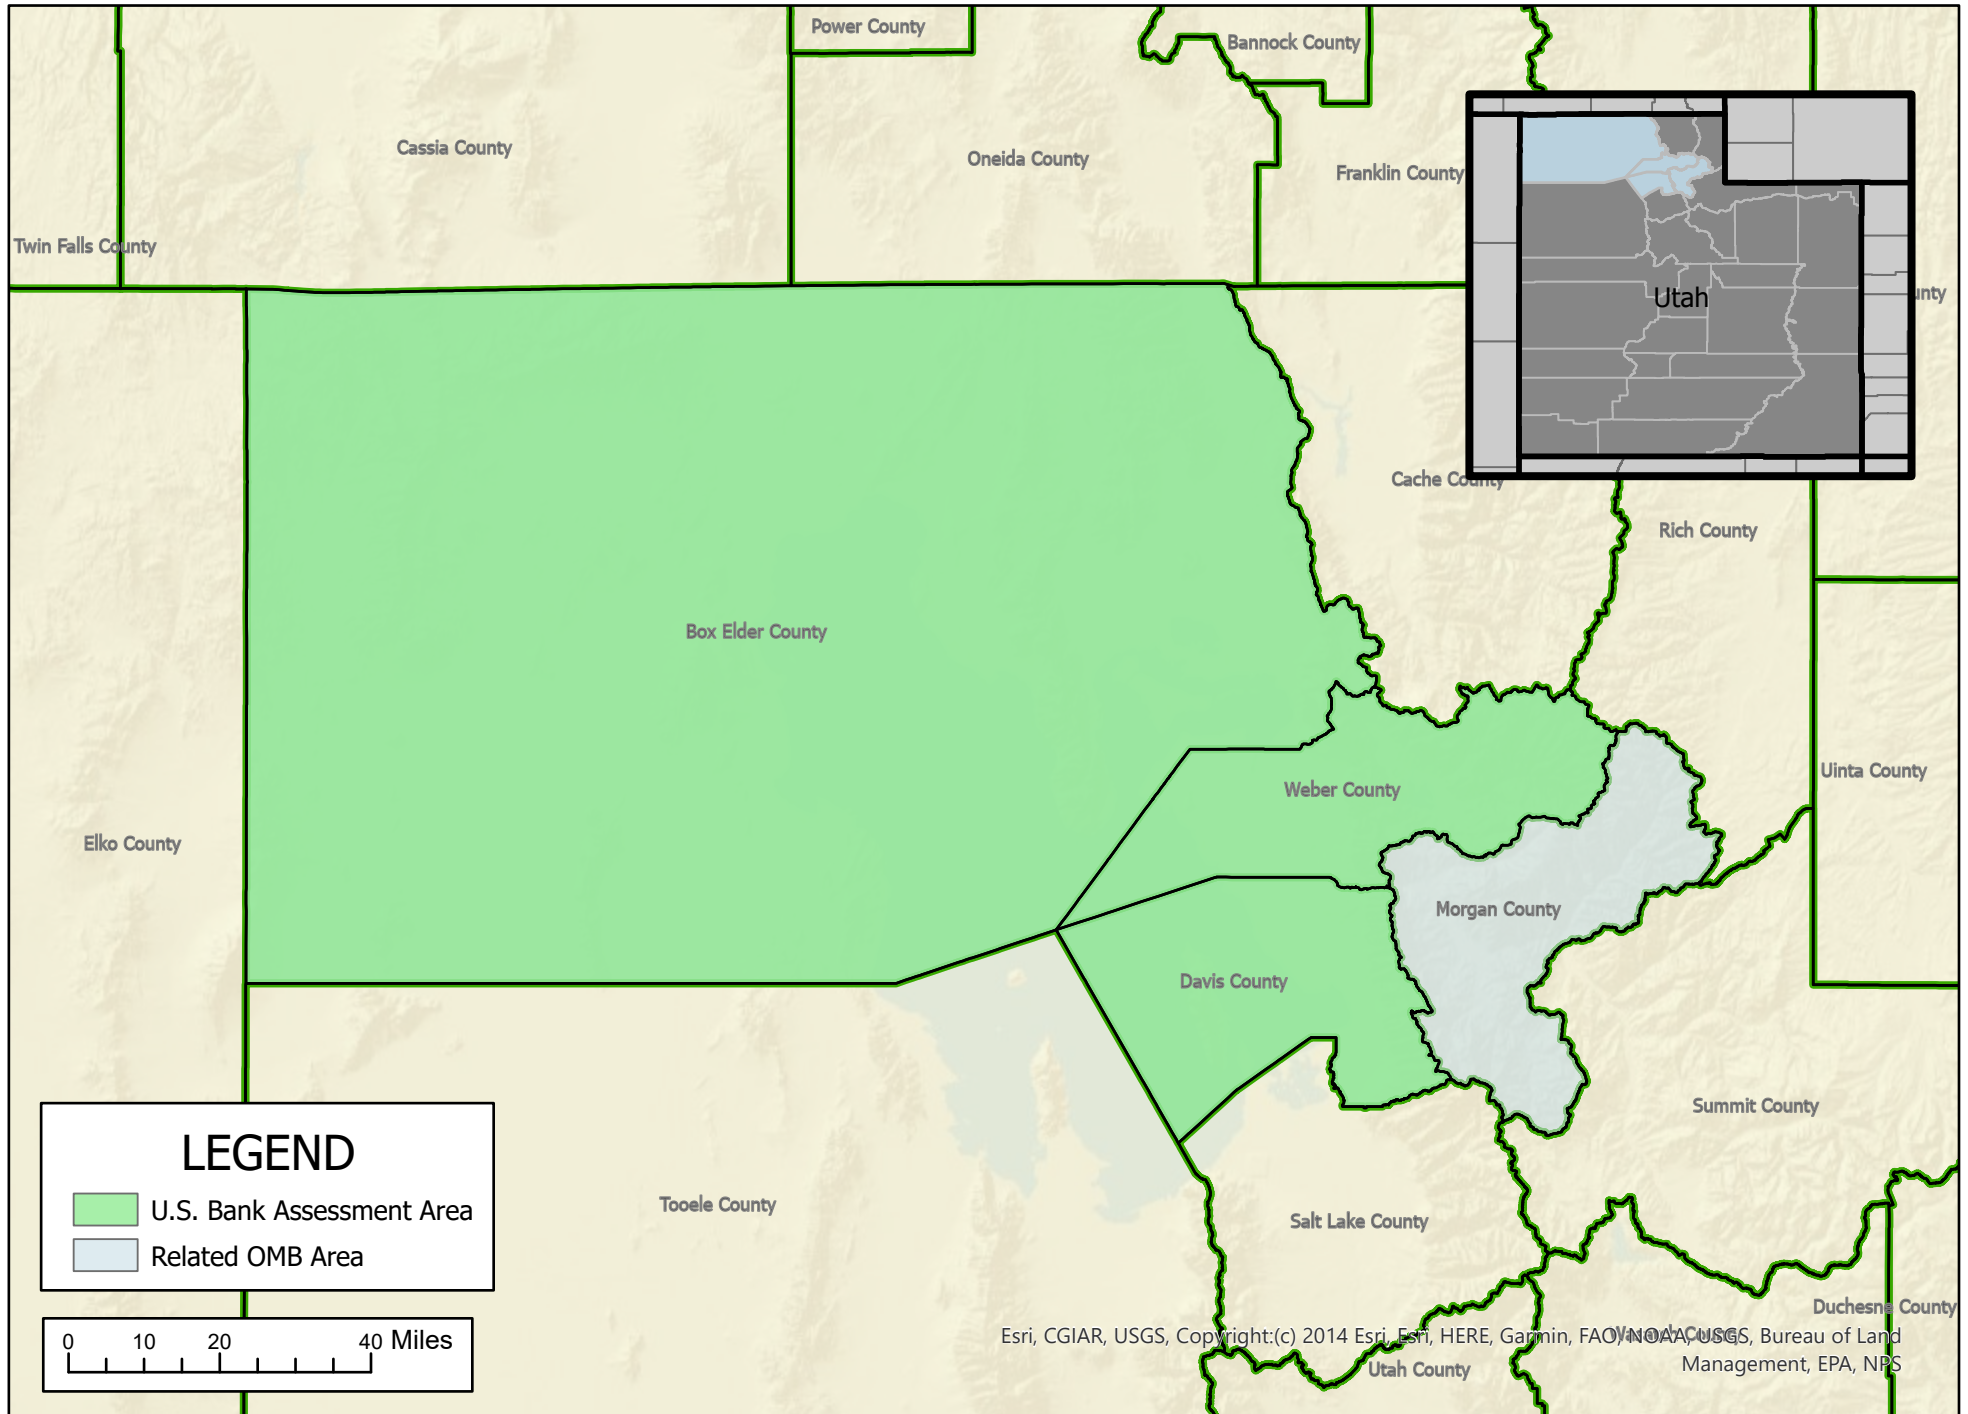 Power County
Bannock County
Cassia County
Oneida County
Franklin County
Twin Falls County
Utah
unty
Cache County
Rich County
Box Elder County
Uinta County
Weber County
Elko County
Morgan County
Davis County
Summit County
LEGEND
U.S. Bank Assessment Area
Related OMB Area
Tooele County
Salt Lake County
Duchesne County
0 10 20 40 Miles
Esri, CGIAR, USGS, Copyright:(c) 2014 Esri, Esri, HERE, Garmin, FAO, NOAA, USGS, Bureau of Land
Management, EPA, NPS
Utah County